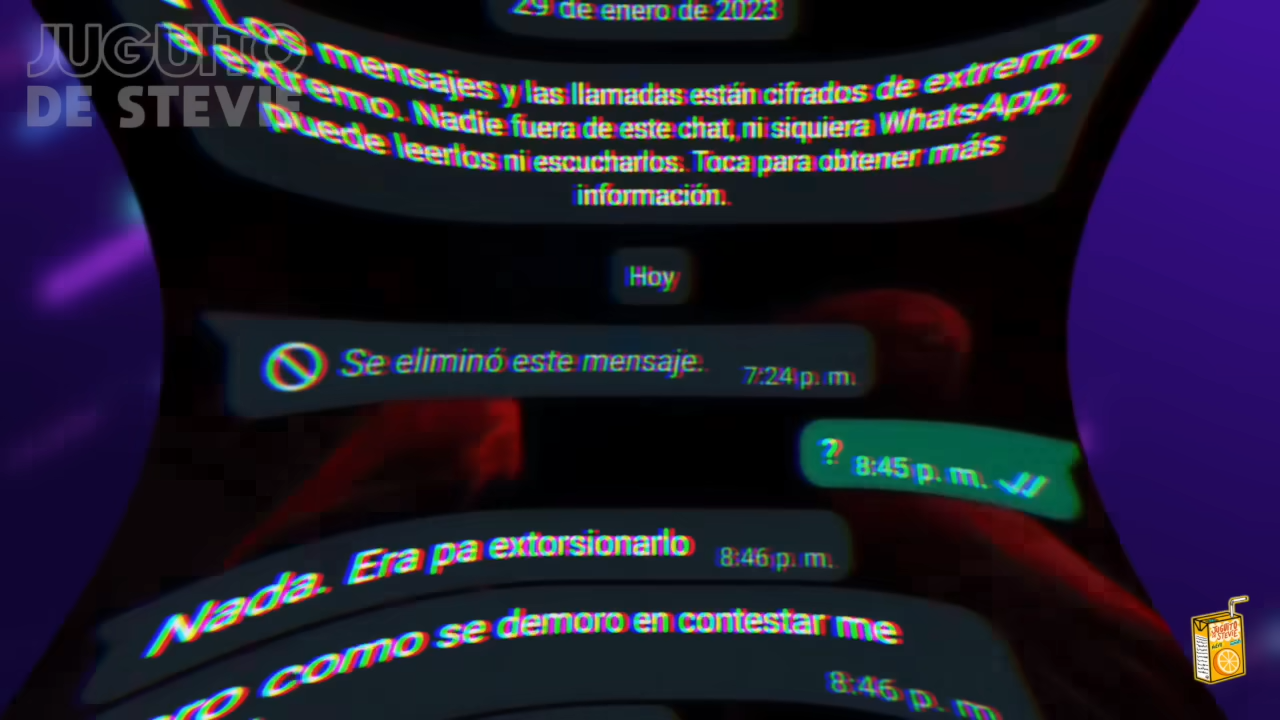 JUGUITO
DE STEVIE
29 de enero de 2023
Los mensajes y las llamadas están cifrados de extremo
a extremo. Nadie fuera de este chat, ni siquiera WhatsApp,
puede leerlos ni escucharlos. Toca para obtener más
información.
Hoy
Se eliminó este mensaje. 7:24 p. m.
? 8:45 p. m.
Nada. Era pa extorsionarlo 8:46 p. m.
como se demoro en contestar me
8:46 p. m.
JUGUITO
DE STEVIE